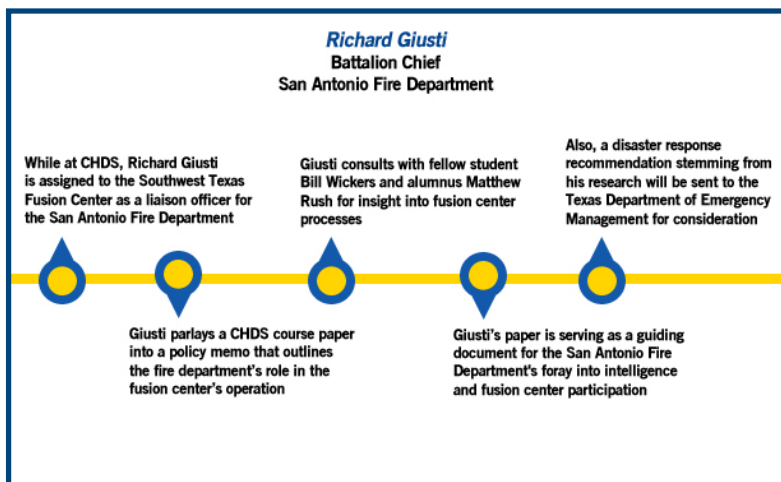 Richard Giusti
Battalion Chief
San Antonio Fire Department
While at CHDS, Richard Giusti
is assigned to the Southwest Texas
Fusion Center as a liaison officer for
the San Antonio Fire Department
Giusti parlays a CHDS course paper
into a policy memo that outlines
the fire department's role in the
fusion center's operation
Giusti consults with fellow student
Bill Wickers and alumnus Matthew
Rush for insight into fusion center
processes
Giusti's paper is serving as a guiding
document for the San Antonio Fire
Department's foray into intelligence
and fusion center participation
Also, a disaster response
recommendation stemming from
his research will be sent to the
Texas Department of Emergency
Management for consideration